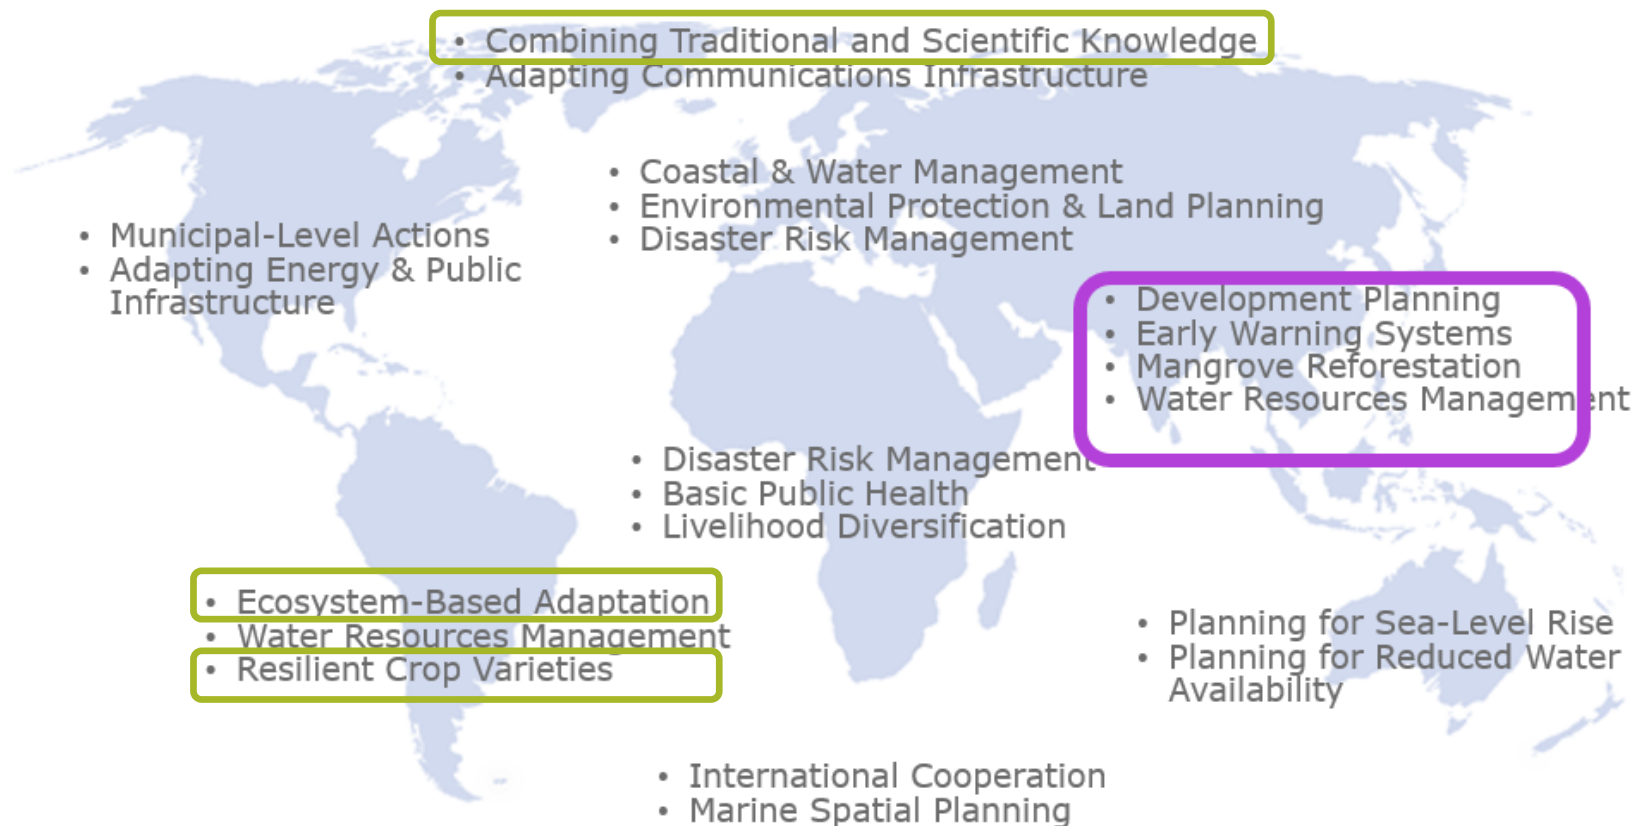 • Combining Traditional and Scientific Knowledge
• Adapting Communications Infrastructure
• Coastal & Water Management
• Environmental Protection & Land Planning
• Disaster Risk Management
• Municipal-Level Actions
• Adapting Energy & Public
Infrastructure
• Development Planning
• Early Warning Systems
• Mangrove Reforestation
• Water Resources Management
• Disaster Risk Management
• Basic Public Health
• Livelihood Diversification
• Ecosystem-Based Adaptation
• Water Resources Management
• Resilient Crop Varieties
• Planning for Sea-Level Rise
• Planning for Reduced Water
Availability
• International Cooperation
• Marine Spatial Planning